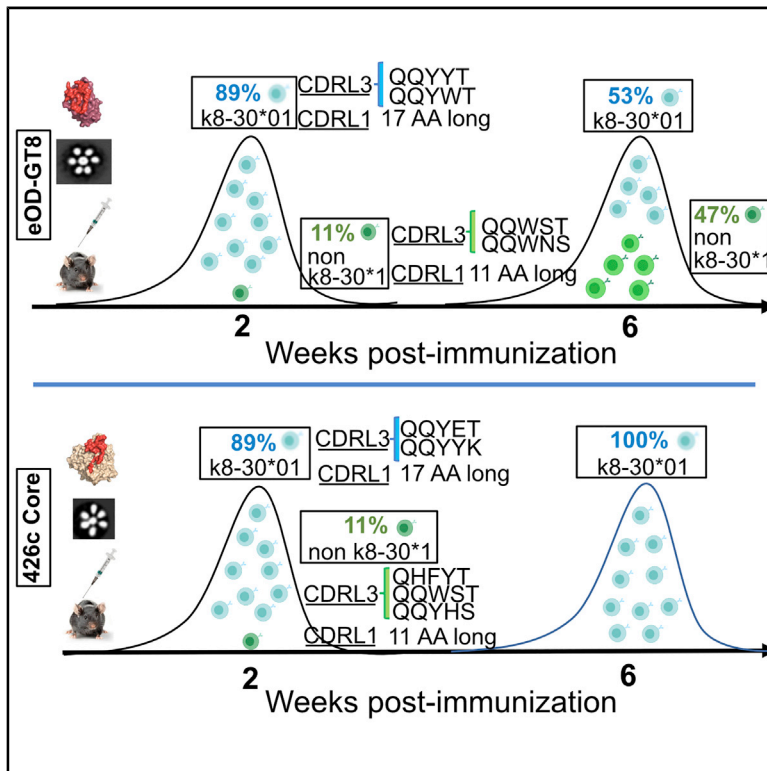 eOD-GT8
89%
k8-30*01
CDRL3
QQYYT
QQYWT
CDRL1 17 AA long
11%
non
k8-30*1
CDRL3
QQWST
QQWNS
CDRL1 11 AA long
53%
k8-30*01
47%
non
k8-30*1
2
6
Weeks post-immunization
426c Core
89%
k8-30*01
CDRL3
QQYET
QQYYK
CDRL1 17 AA long
11%
non k8-30*1
CDRL3
QHFYT
QQWST
QQYHS
CDRL1 11 AA long
100%
k8-30*01
2
6
Weeks post-immunization